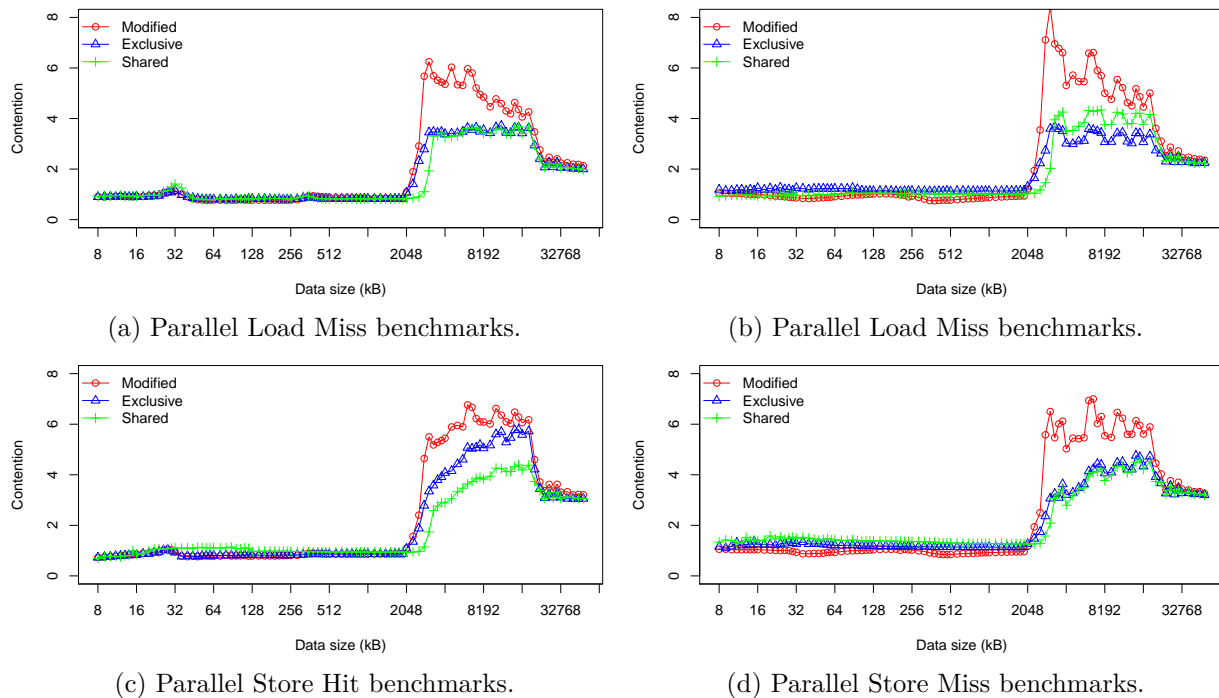 8
6
4
2
0
Contention
Modified
Exclusive
Shared
8 16 32 64 128 256 512 2048 8192 32768
Data size (kB)
(a) Parallel Load Miss benchmarks.
8
6
4
2
0
Contention
Modified
Exclusive
Shared
8 16 32 64 128 256 512 2048 8192 32768
Data size (kB)
(b) Parallel Load Miss benchmarks.
8
6
4
2
0
Contention
Modified
Exclusive
Shared
8 16 32 64 128 256 512 2048 8192 32768
Data size (kB)
(c) Parallel Store Hit benchmarks.
8
6
4
2
0
Contention
Modified
Exclusive
Shared
8 16 32 64 128 256 512 2048 8192 32768
Data size (kB)
(d) Parallel Store Miss benchmarks.